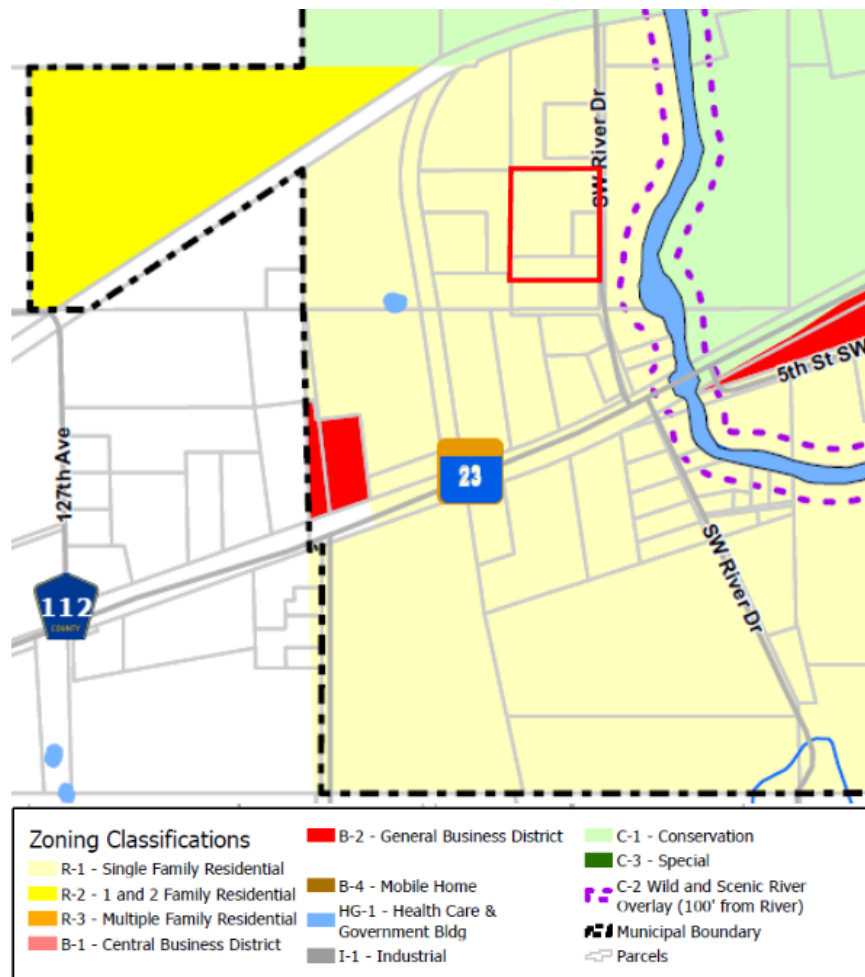 SW River Dr
5th St SW
127th Ave
23
112
COUNTY
SW River Dr
Zoning Classifications
R-1 - Single Family Residential
R-2 - 1 and 2 Family Residential
R-3 - Multiple Family Residential
B-1 - Central Business District
B-2 - General Business District
B-4 - Mobile Home
HG-1 - Health Care &
Government Bldg
I-1 - Industrial
C-1 - Conservation
C-3 - Special
C-2 Wild and Scenic River
Overlay (100' from River)
Municipal Boundary
Parcels